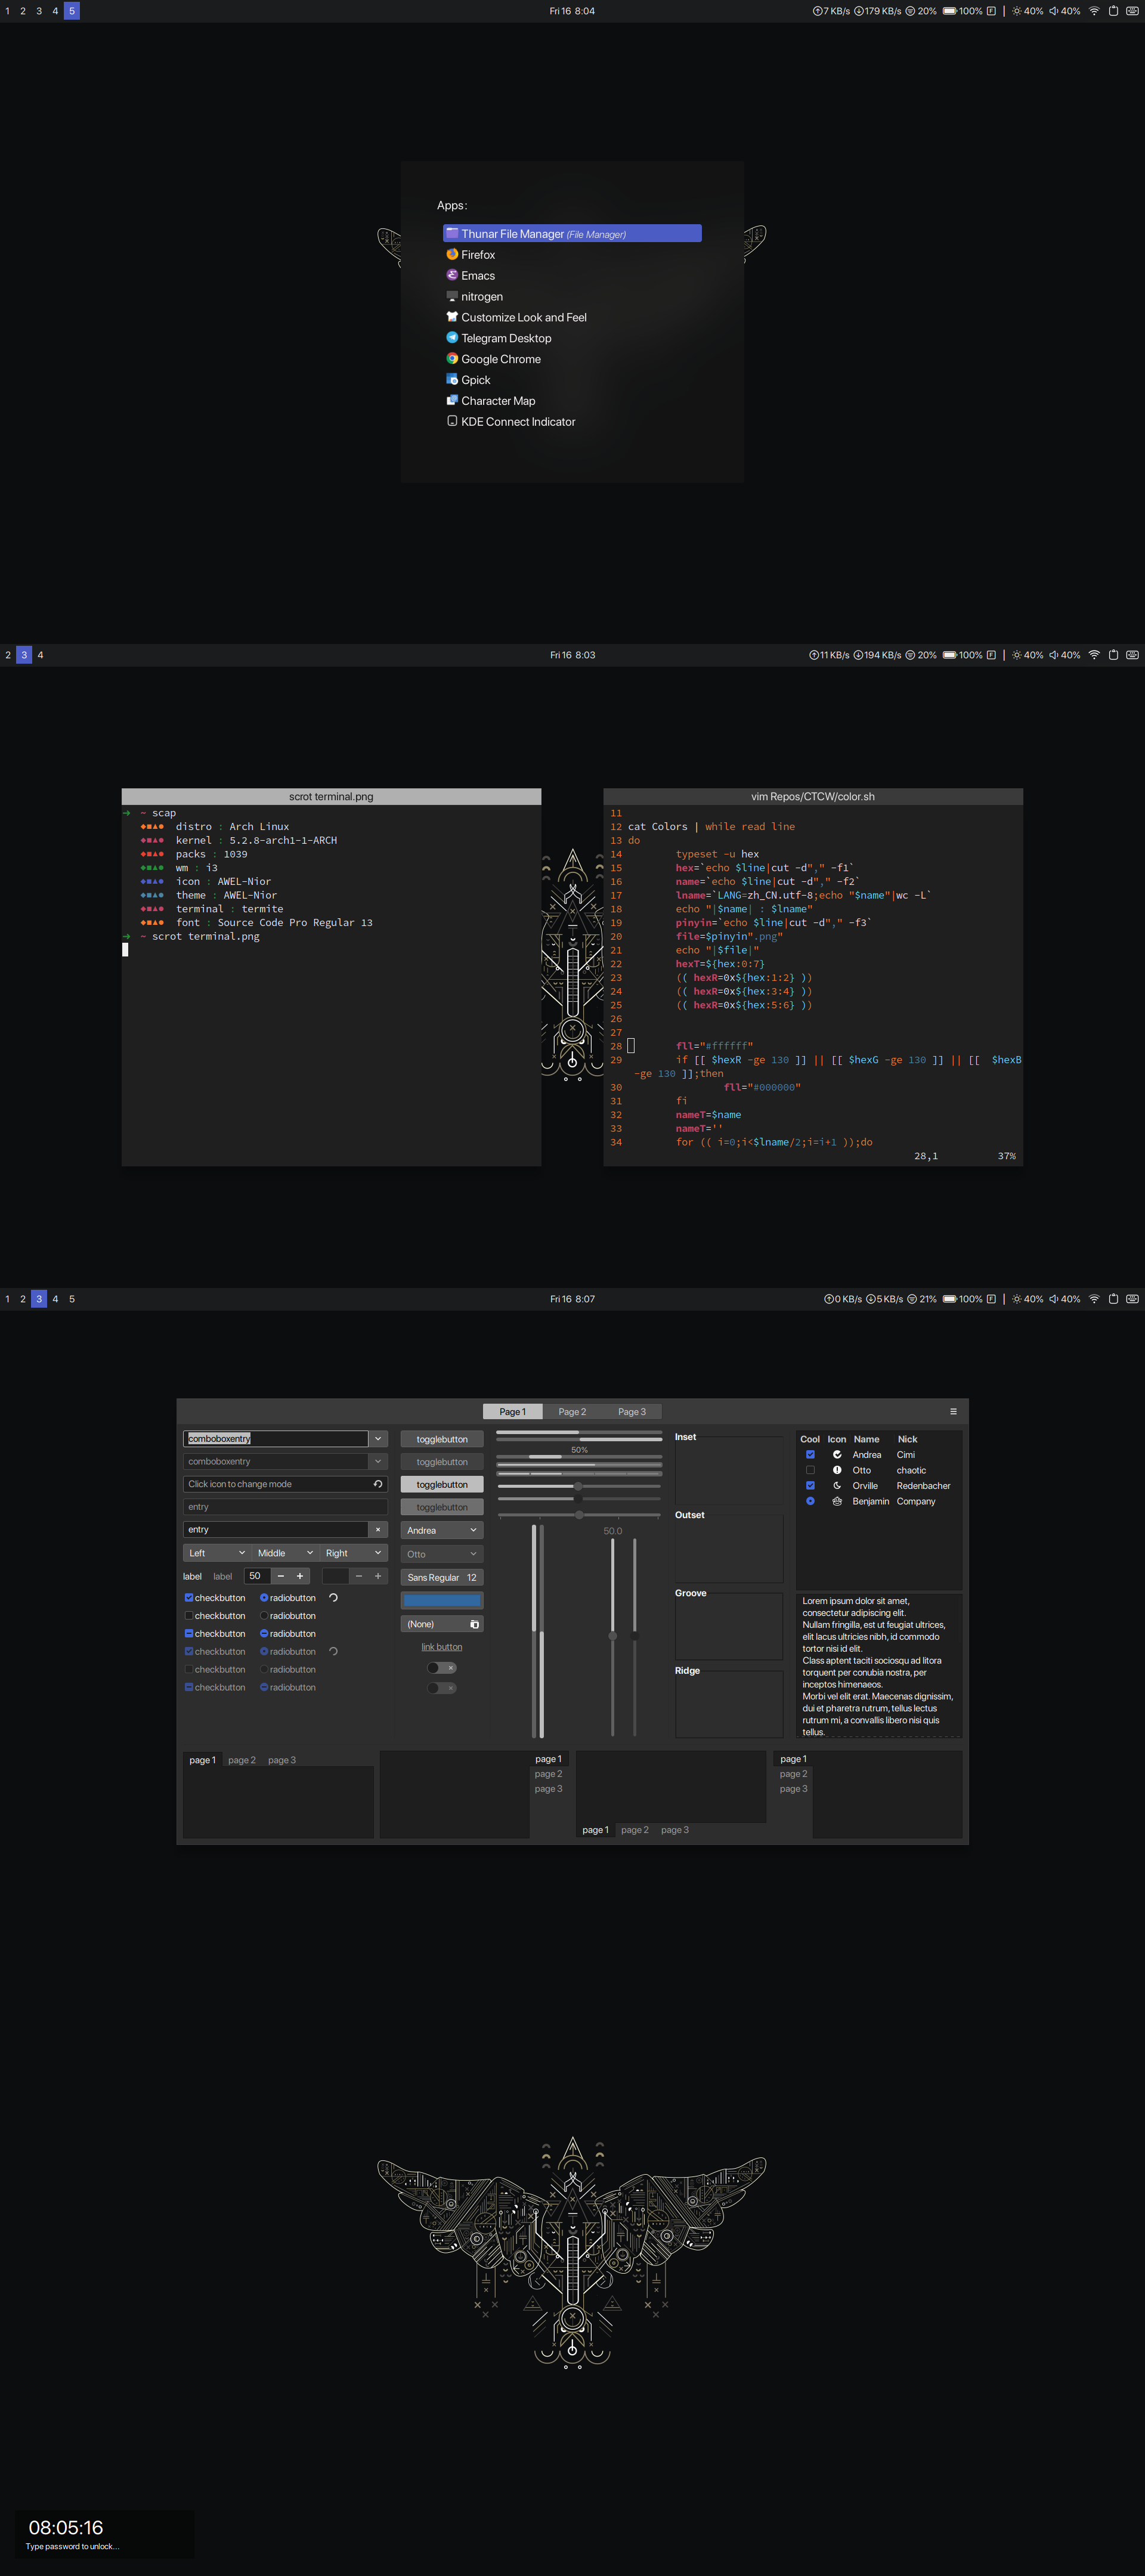 1 2 3 4 5 Fri 16 8:04 7 KB/s 179 KB/s 20% 100% F 40% 40%
Apps:
Thunar File Manager (File Manager)
Firefox
Emacs
nitrogen
Customize Look and Feel
Telegram Desktop
Google Chrome
Gpick
Character Map
KDE Connect Indicator
2 3 4 Fri 16 8:03 11 KB/s 194 KB/s 20% 100% F 40% 40%
scrot terminal.png
→ ~ scap
distro : Arch Linux
kernel : 5.2.8-arch1-1-ARCH
packs : 1039
wm : i3
icon : AWEL-Nior
theme : AWEL-Nior
terminal : termite
font : Source Code Pro Regular 13
→ ~ scrot terminal.png
vim Repos/CTCW/color.sh
11
12 cat Colors | while read line
13 do
14 typeset -u hex
15 hex=`echo $line|cut -d"," -f1`
16 name=`echo $line|cut -d"," -f2`
17 lname=`LANG=zh_CN.utf-8;echo "$name"|wc -L`
18 echo "|$name| : $lname"
19 pinyin=`echo $line|cut -d"," -f3`
20 file=$pinyin".png"
21 echo "|$file|"
22 hexT=${hex:0:7}
23 (( hexR=0x${hex:1:2} ))
24 (( hexR=0x${hex:3:4} ))
25 (( hexR=0x${hex:5:6} ))
26
27
28 fll="#ffffff"
29 if [[ $hexR -ge 130 ]] || [[ $hexG -ge 130 ]] || [[ $hexB
-ge 130 ]];then
30 fll="#000000"
31 fi
32 nameT=$name
33 nameT=''
34 for (( i=0;i<$lname/2;i=i+1 ));do
28,1 37%
1 2 3 4 5 Fri 16 8:07 0 KB/s 5 KB/s 21% 100% F 40% 40%
Page 1 Page 2 Page 3
comboboxentry
comboboxentry
Click icon to change mode
entry
entry
Left Middle Right
label label 50
checkbutton radiobutton
checkbutton radiobutton
checkbutton radiobutton
checkbutton radiobutton
checkbutton radiobutton
checkbutton radiobutton
togglebutton
togglebutton
togglebutton
togglebutton
Andrea
Otto
Sans Regular 12
(None)
link button
50%
50.0
Inset
Outset
Groove
Ridge
Cool Icon Name Nick
Andrea Cimi
Otto chaotic
Orville Redenbacher
Benjamin Company
Lorem ipsum dolor sit amet,
consectetur adipiscing elit.
Nullam fringilla, est ut feugiat ultrices,
elit lacus ultricies nibh, id commodo
tortor nisi id elit.
Class aptent taciti sociosqu ad litora
torquent per conubia nostra, per
inceptos himenaeos.
Morbi vel elit erat. Maecenas dignissim,
dui et pharetra rutrum, tellus lectus
rutrum mi, a convallis libero nisi quis
tellus.
page 1 page 2 page 3
page 1
page 2
page 3
page 1 page 2 page 3
page 1
page 2
page 3
08:05:16
Type password to unlock...